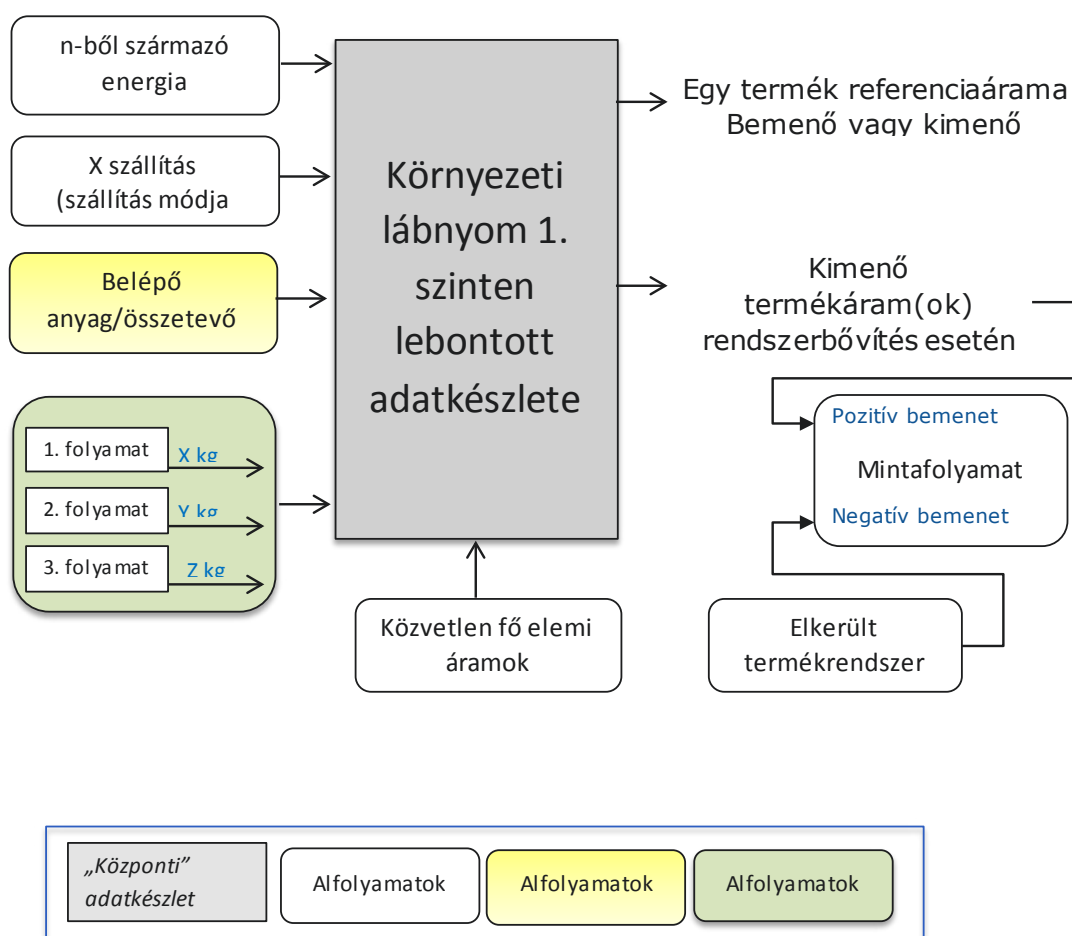 n-ből származó
energia
X szállítás
(szállítás módja
Belépő
anyag/összetevő
1. folyamat
X kg
2. folyamat
Y kg
3. folyamat
Z kg
Környezeti
lábnyom 1.
szinten
lebontott
adatkészlete
Közvetlen fő elemi
áramok
Egy termék referenciaárama
Bemenő vagy kimenő
Kimenő
termékáram(ok)
rendszerbővítés esetén
Pozitív bemenet
Mintafolyamat
Negatív bemenet
Elkerült
termékrendszer
„Központi”
adatkészlet
Alfolyamatok
Alfolyamatok
Alfolyamatok